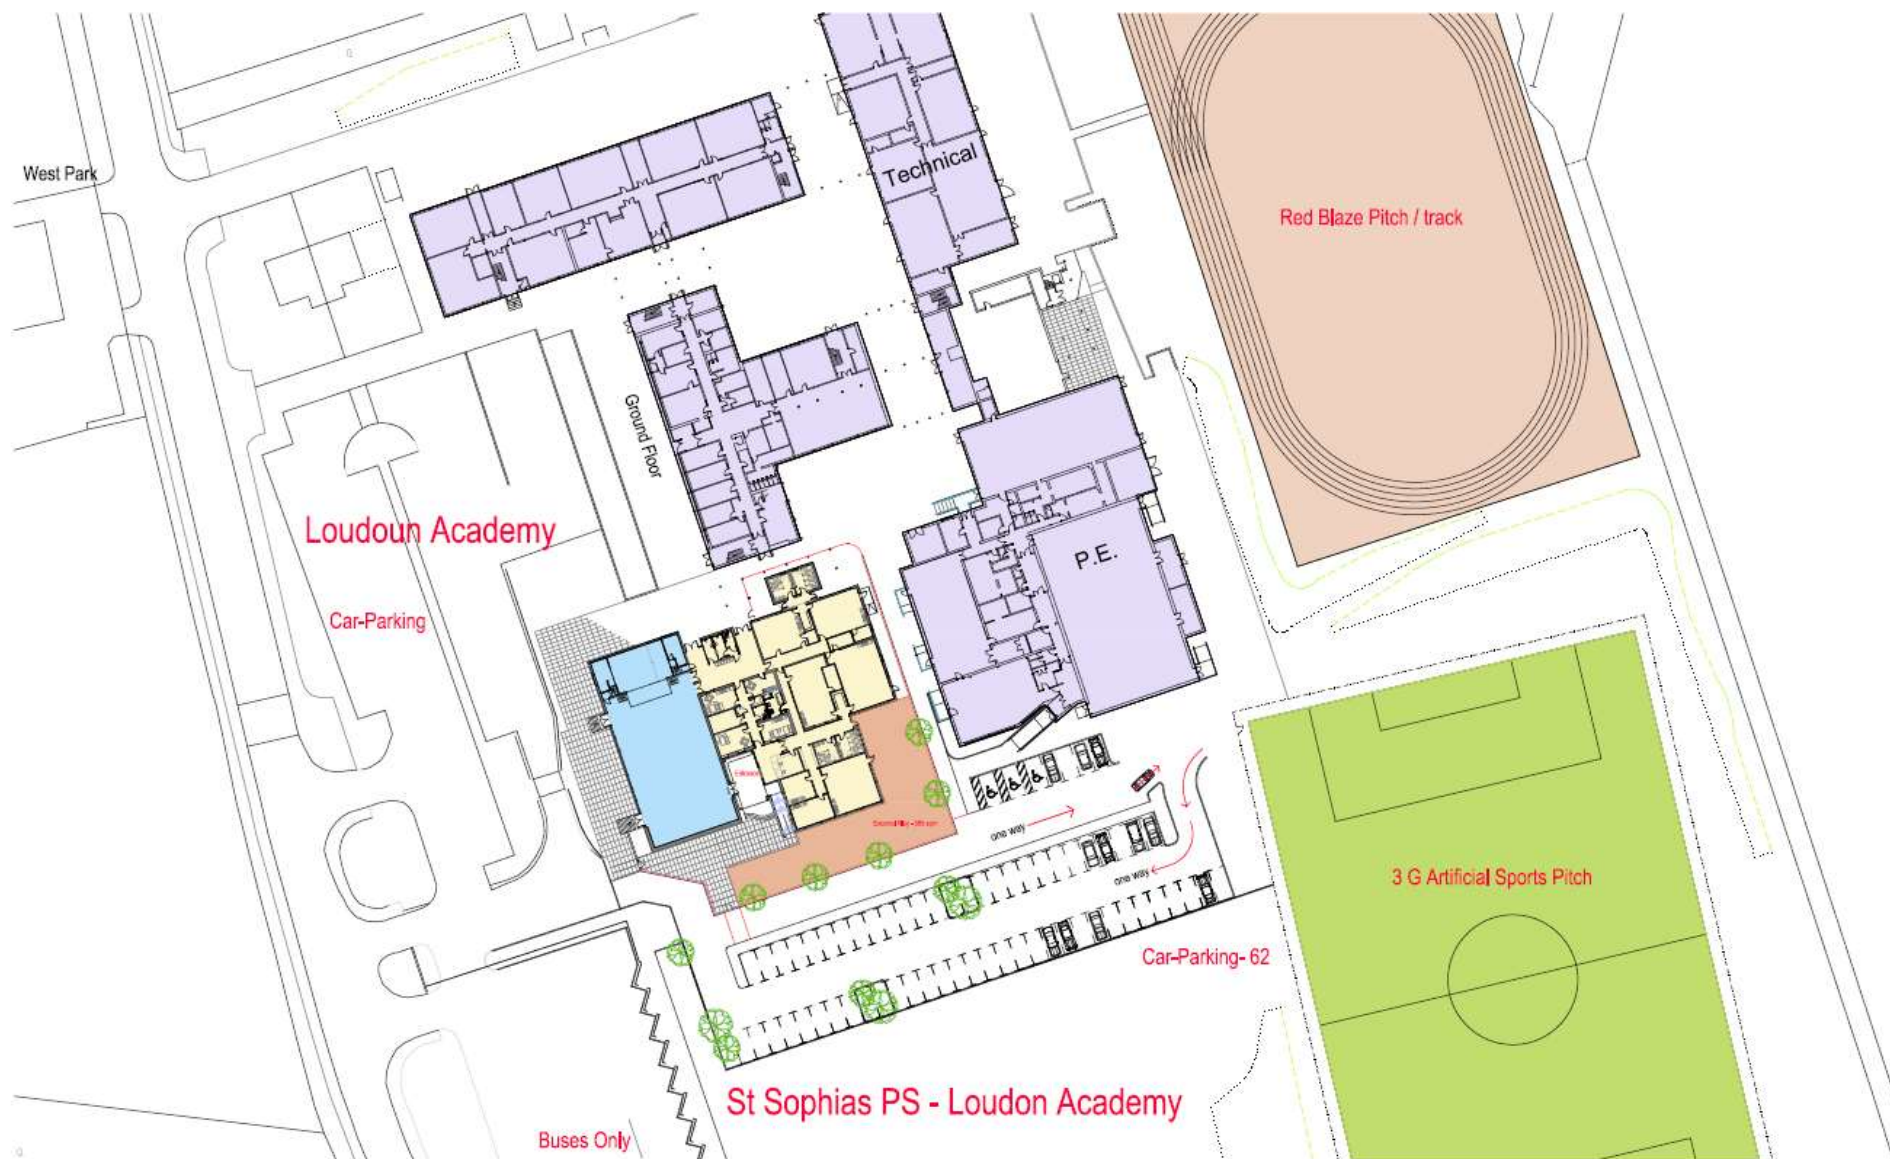 West Park
Technical
Red Blaze Pitch / track
Ground Floor
Loudoun Academy
P.E.
Car-Parking
Entrance
one way
one way
3 G Artificial Sports Pitch
Car-Parking- 62
St Sophias PS - Loudon Academy
Buses Only